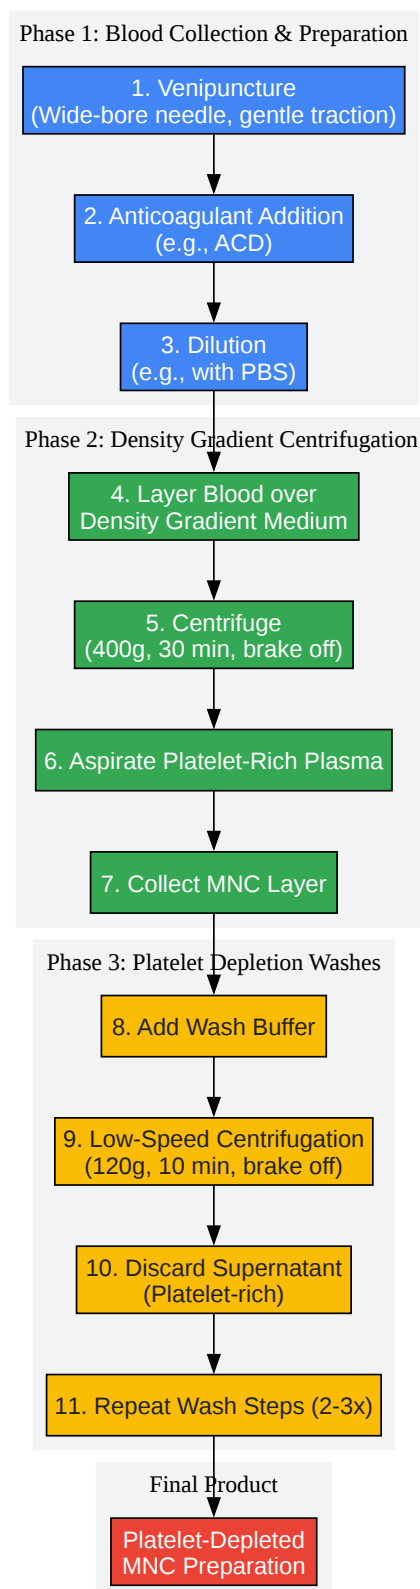 Phase 1: Blood Collection & Preparation
1. Venipuncture
(Wide-bore needle, gentle traction)
2. Anticoagulant Addition
(e.g., ACD)
3. Dilution
(e.g., with PBS)
Phase 2: Density Gradient Centrifugation
4. Layer Blood over
Density Gradient Medium
5. Centrifuge
(400g, 30 min, brake off)
6. Aspirate Platelet-Rich Plasma
7. Collect MNC Layer
Phase 3: Platelet Depletion Washes
8. Add Wash Buffer
9. Low-Speed Centrifugation
(120g, 10 min, brake off)
10. Discard Supernatant
(Platelet-rich)
11. Repeat Wash Steps (2-3x)
Final Product
Platelet-Depleted
MNC Preparation